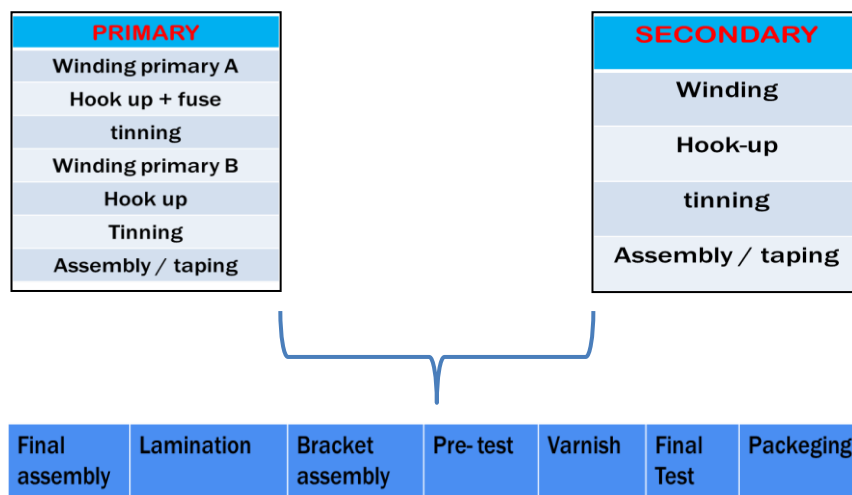 PRIMARY
Winding primary A
Hook up + fuse
tinning
Winding primary B
Hook up
Tinning
Assembly / taping
SECONDARY
Winding
Hook-up
tinning
Assembly / taping
Final
assembly
Lamination
Bracket
assembly
Pre- test
Varnish
Final
Test
Packeging